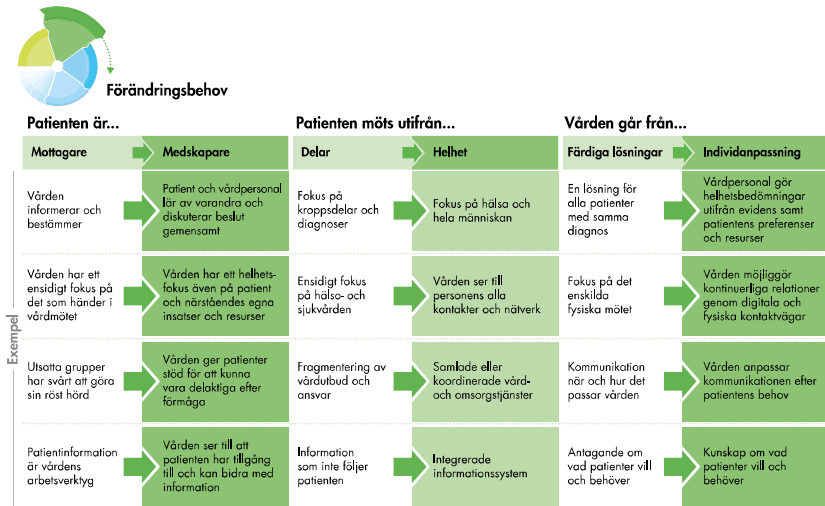 Förändringsbehov
Patienten är...
Patienten möts utifrån...
Vården går från...
Mottagare
Medskapare
Delar
Helhet
Färdiga lösningar
Individanpassning
Exempel
Vården
informerar och
bestämmer
Patient och vårdpersonal
lär av varandra och
diskuterar beslut
gemensamt
Fokus på
kroppsdelar och
diagnoser
Fokus på hälsa och
hela människan
En lösning för
alla patienter
med samma
diagnos
Vårdpersonal gör
helhetsbedömningar
utifrån evidens samt
patientens preferenser
och resurser
Vården har ett
ensidigt fokus på
det som händer i
vårdmötet
Vården har ett helhets-
fokus även på patient
och närståendes egna
insatser och resurser
Ensidigt fokus
på hälso- och
sjukvården
Vården ser till
personens alla
kontakter och nätverk
Fokus på det
enskilda
fysiska mötet
Vården möjliggör
kontinuerliga relationer
genom digitala och
fysiska kontaktvägar
Utsatta grupper
har svårt att göra
sin röst hörd
Vården ger patienter
stöd för att kunna
vara delaktiga efter
förmåga
Fragmentering av
vårdutbud och
ansvar
Samlade eller
koordinerade vård-
och omsorgstjänster
Kommunikation
när och hur det
passar vården
Vården anpassar
kommunikationen efter
patientens behov
Patientinformation
är vårdens
arbetsverktyg
Vården ser till att
patienten har tillgång
till och kan bidra med
information
Information
som inte följer
patienten
Integrerade
informationssystem
Antagande om
vad patienter vill
och behöver
Kunskap om vad
patienter vill och
behöver